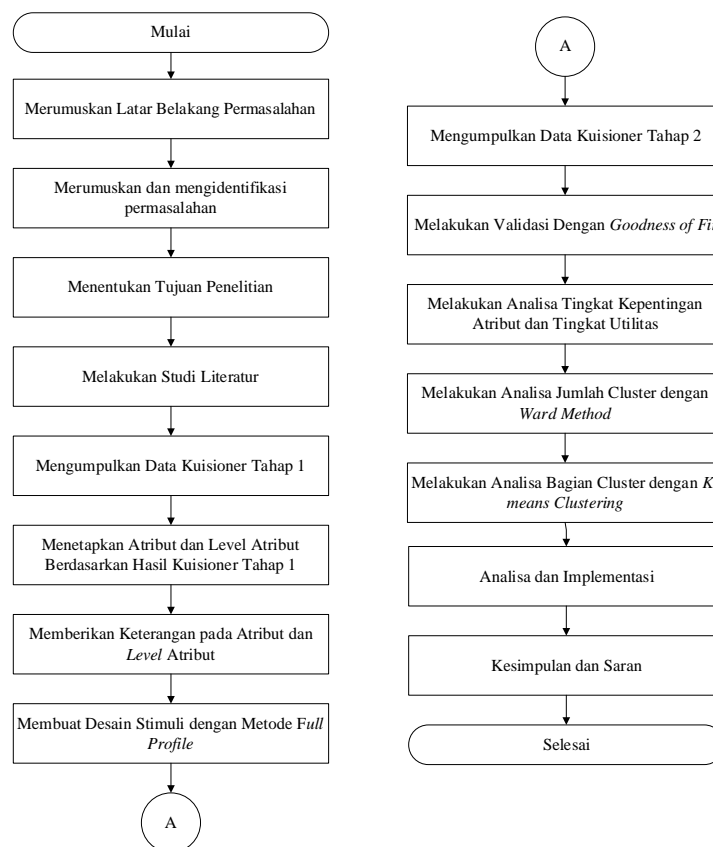 Mulai
Merumuskan Latar Belakang Permasalahan
Merumuskan dan mengidentifikasi
permasalahan
Menentukan Tujuan Penelitian
Melakukan Studi Literatur
Mengumpulkan Data Kuisioner Tahap 1
Menetapkan Atribut dan Level Atribut
Berdasarkan Hasil Kuisioner Tahap 1
Memberikan Keterangan pada Atribut dan
Level Atribut
Membuat Desain Stimuli dengan Metode Full
Profile
A
A
Mengumpulkan Data Kuisioner Tahap 2
Melakukan Validasi Dengan Goodness of Fi
Melakukan Analisa Tingkat Kepentingan
Atribut dan Tingkat Utilitas
Melakukan Analisa Jumlah Cluster dengan
Ward Method
Melakukan Analisa Bagian Cluster dengan K
means Clustering
Analisa dan Implementasi
Kesimpulan dan Saran
Selesai